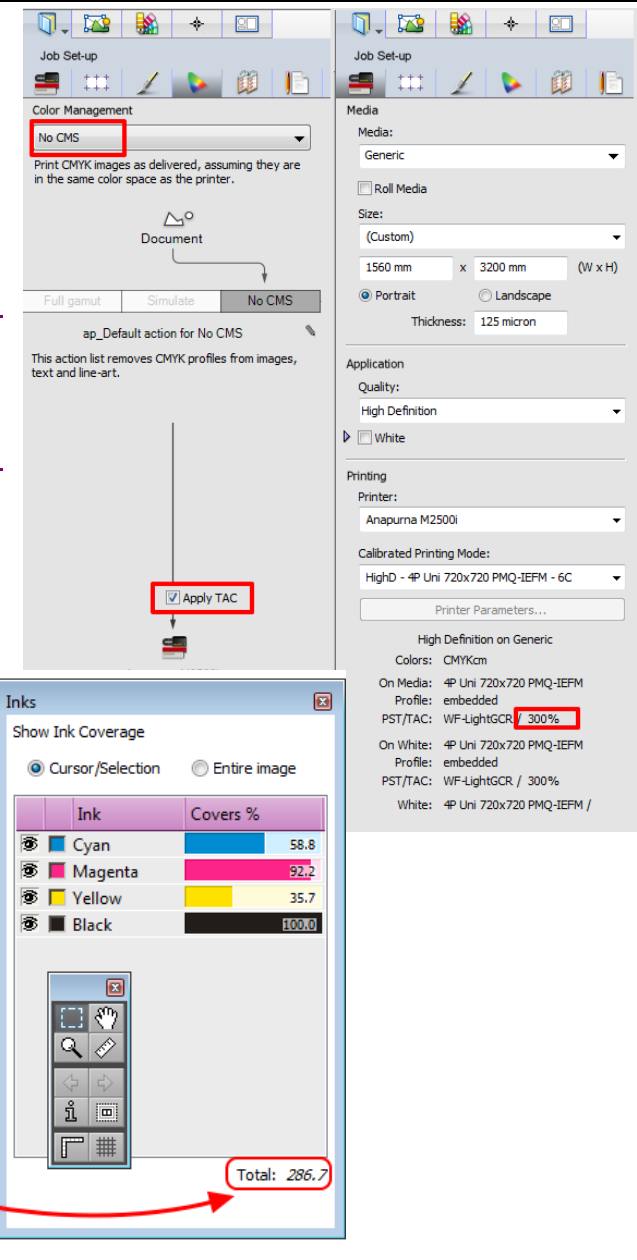 Job Set-up
Color Management
No CMS
Print CMYK images as delivered, assuming they are
in the same color space as the printer.
Document
Full gamut Simulate No CMS
ap_Default action for No CMS
This action list removes CMYK profiles from images,
text and line-art.
Apply TAC
Job Set-up
Media
Media:
Generic
Roll Media
Size:
(Custom)
1560 mm x 3200 mm (W x H)
Portrait Landscape
Thickness: 125 micron
Application
Quality:
High Definition
White
Printing
Printer:
Anapurna M2500i
Calibrated Printing Mode:
HighD - 4P Uni 720x720 PMQ-IEFM - 6C
Printer Parameters...
High Definition on Generic
Colors: CMYKcm
On Media: 4P Uni 720x720 PMQ-IEFM
Profile: embedded
PST/TAC: WF-LightGCR / 300%
On White: 4P Uni 720x720 PMQ-IEFM
Profile: embedded
PST/TAC: WF-LightGCR / 300%
White: 4P Uni 720x720 PMQ-IEFM /
Inks
Show Ink Coverage
Cursor/Selection Entire image
Ink Covers %
Cyan 58.8
Magenta 92.2
Yellow 35.7
Black 100.0
Total: 286.7